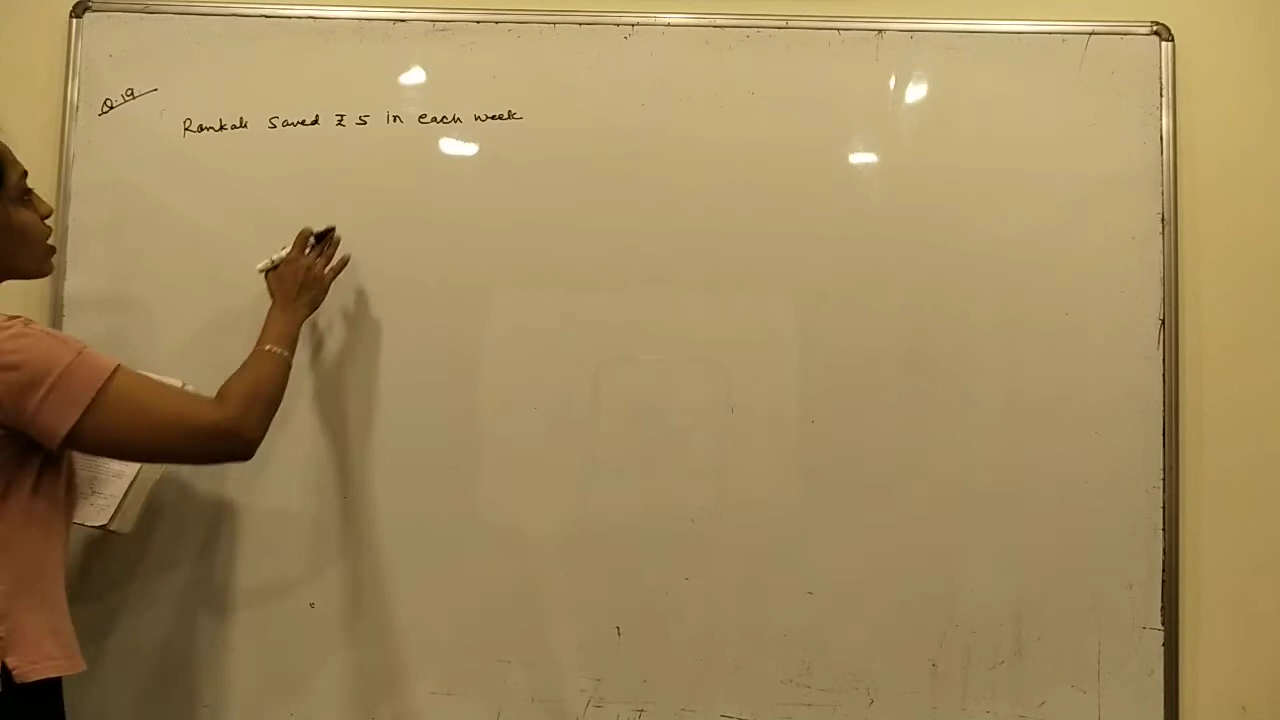 Q.19.
Ramkali Saved ₹ 5 in each week